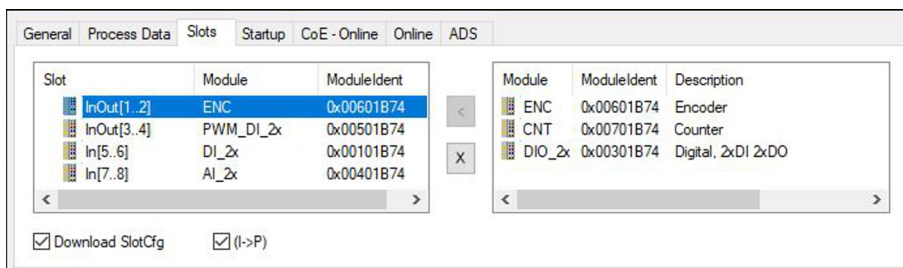 General Process Data Slots Startup CoE - Online Online ADS
Slot Module ModuleIdent
InOut[1..2] ENC 0x00601B74
InOut[3..4] PWM_DI_2x 0x00501B74
In[5..6] DI_2x 0x00101B74
In[7..8] AI_2x 0x00401B74
<
X
Module ModuleIdent Description
ENC 0x00601B74 Encoder
CNT 0x00701B74 Counter
DIO_2x 0x00301B74 Digital, 2xDI 2xDO
Download SlotCfg (I->P)